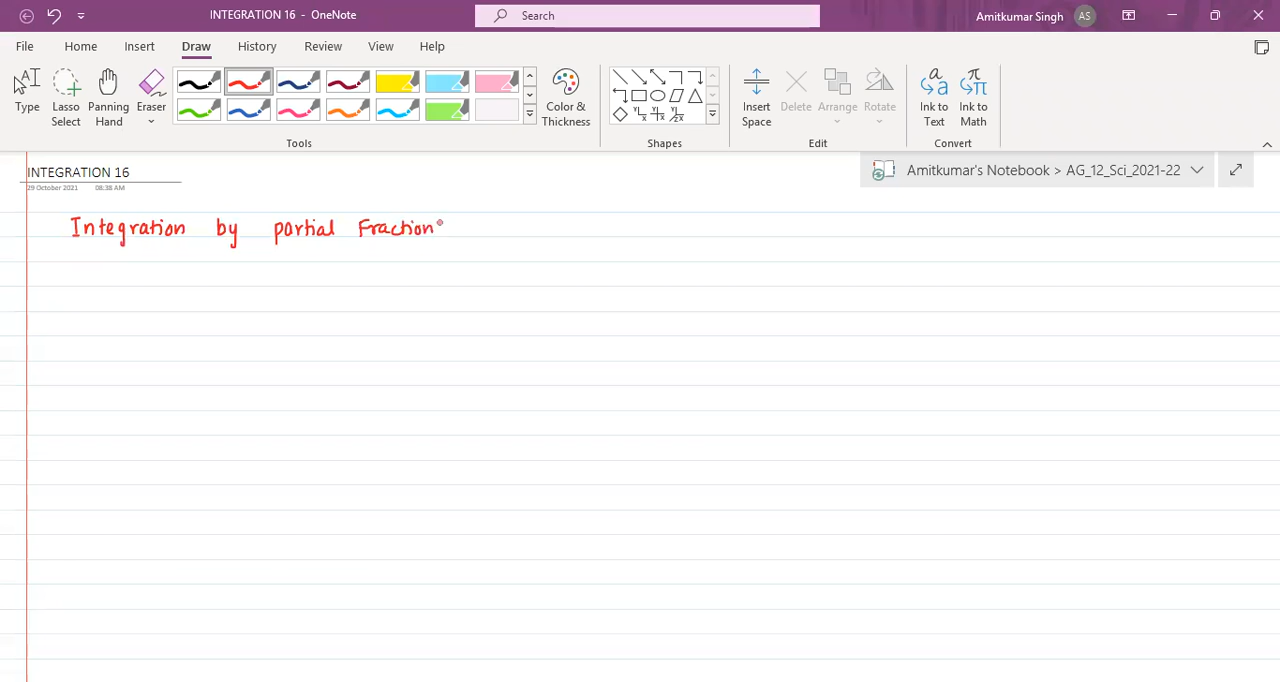 INTEGRATION 16 - OneNote
Search
Amitkumar Singh AS
File Home Insert Draw History Review View Help
Type Lasso Select Panning Hand Eraser Color & Thickness Insert Space Delete Arrange Rotate Ink to Text Ink to Math
Tools Shapes Edit Convert
INTEGRATION 16
29 October 2021 08:38 AM
Amitkumar's Notebook > AG_12_Sci_2021-22
Integration by partial Fraction